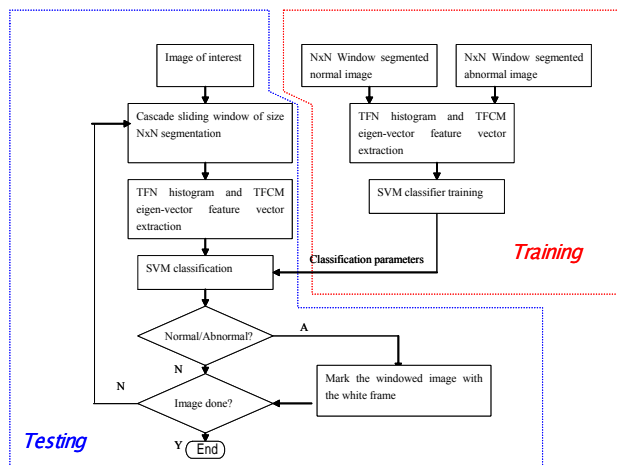 Image of interest
NxN Window segmented
normal image
NxN Window segmented
abnormal image
Cascade sliding window of size
NxN segmentation
TFN histogram and TFCM
eigen-vector feature vector
extraction
TFN histogram and TFCM
eigen-vector feature vector
extraction
SVM classifier training
SVM classification
Classification parameters
Training
Normal/Abnormal?
A
N
Mark the windowed image with
the white frame
N
Image done?
Y
End
Testing